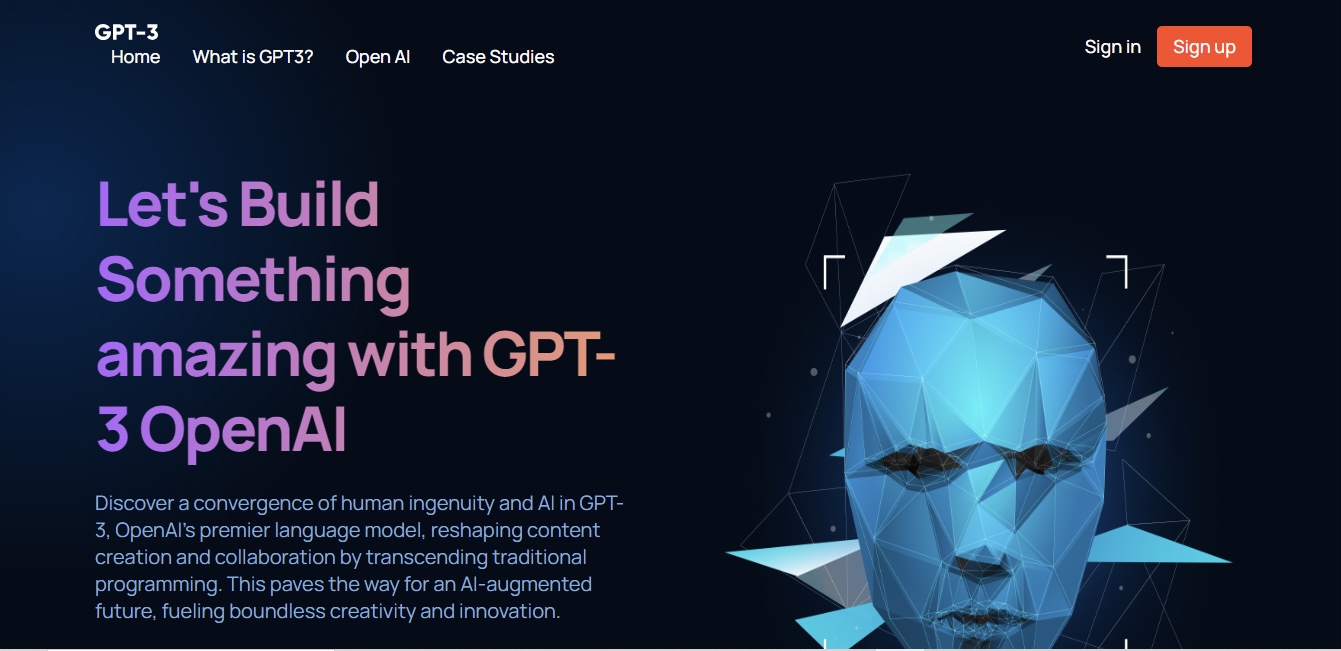 GPT-3
Home What is GPT3? Open AI Case Studies
Sign in Sign up
Let's Build
Something
amazing with GPT-
3 OpenAI
Discover a convergence of human ingenuity and AI in GPT-
3, OpenAI's premier language model, reshaping content
creation and collaboration by transcending traditional
programming. This paves the way for an AI-augmented
future, fueling boundless creativity and innovation.